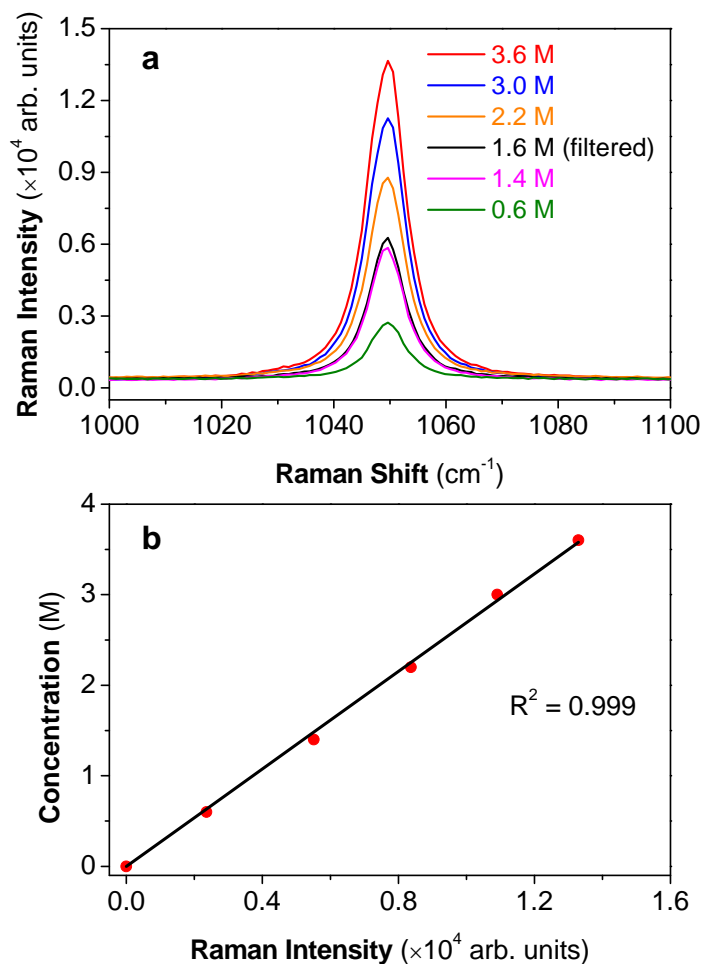 a
3.6 M
3.0 M
2.2 M
1.6 M (filtered)
1.4 M
0.6 M
Raman Intensity (×10⁴ arb. units)
1.5
1.2
0.9
0.6
0.3
0.0
1000 1020 1040 1060 1080 1100
Raman Shift (cm⁻¹)
b
R² = 0.999
Concentration (M)
4
3
2
1
0
0.0 0.4 0.8 1.2 1.6
Raman Intensity (×10⁴ arb. units)